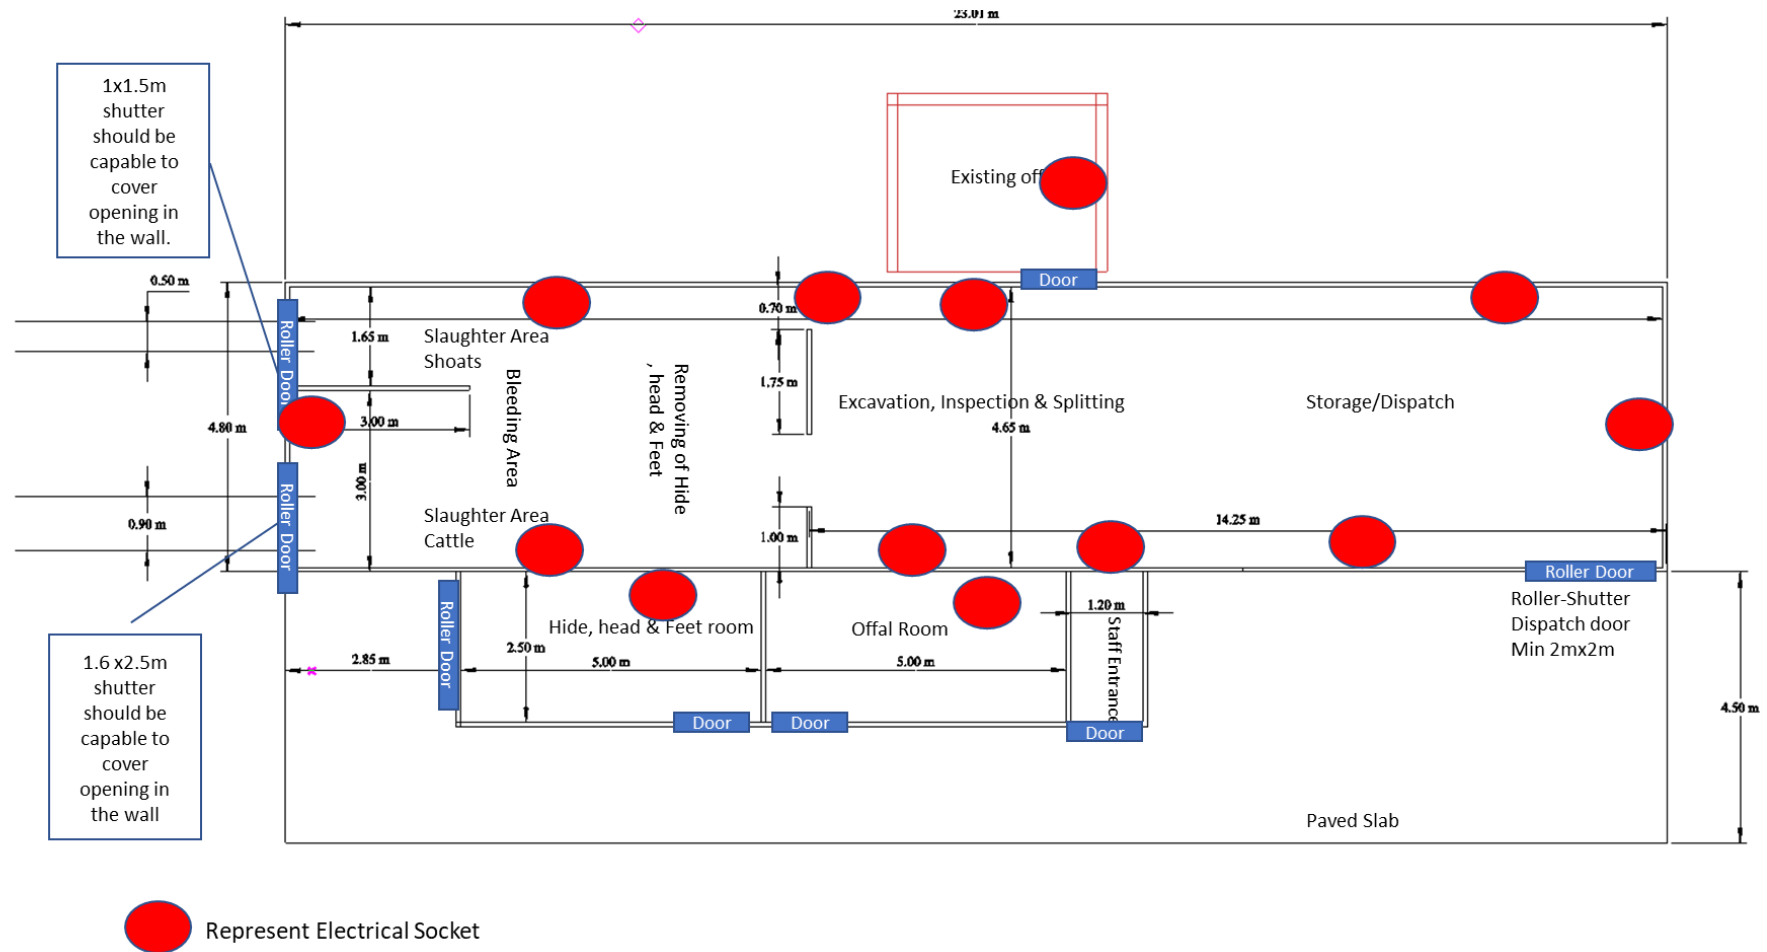 23.01 m
1x1.5m
shutter
should be
capable to
cover
opening in
the wall.
Existing off
0.50 m
Door
0.70 m
Roller Door
1.65 m
Slaughter Area
Shoats
1.75 m
Bleeding Area
Removing of Hide
, head & Feet
Excavation, Inspection & Splitting
Storage/Dispatch
4.80 m
3.00 m
4.65 m
3.00 m
Roller Door
0.90 m
Slaughter Area
Cattle
1.00 m
14.25 m
Roller Door
Roller-Shutter
Dispatch door
Min 2mx2m
Roller Door
Hide, head & Feet room
2.50 m
Offal Room
1.20 m
Staff Entrance
2.85 m
5.00 m
5.00 m
1.6 x2.5m
shutter
should be
capable to
cover
opening in
the wall
4.50 m
Door
Door
Door
Paved Slab
Represent Electrical Socket